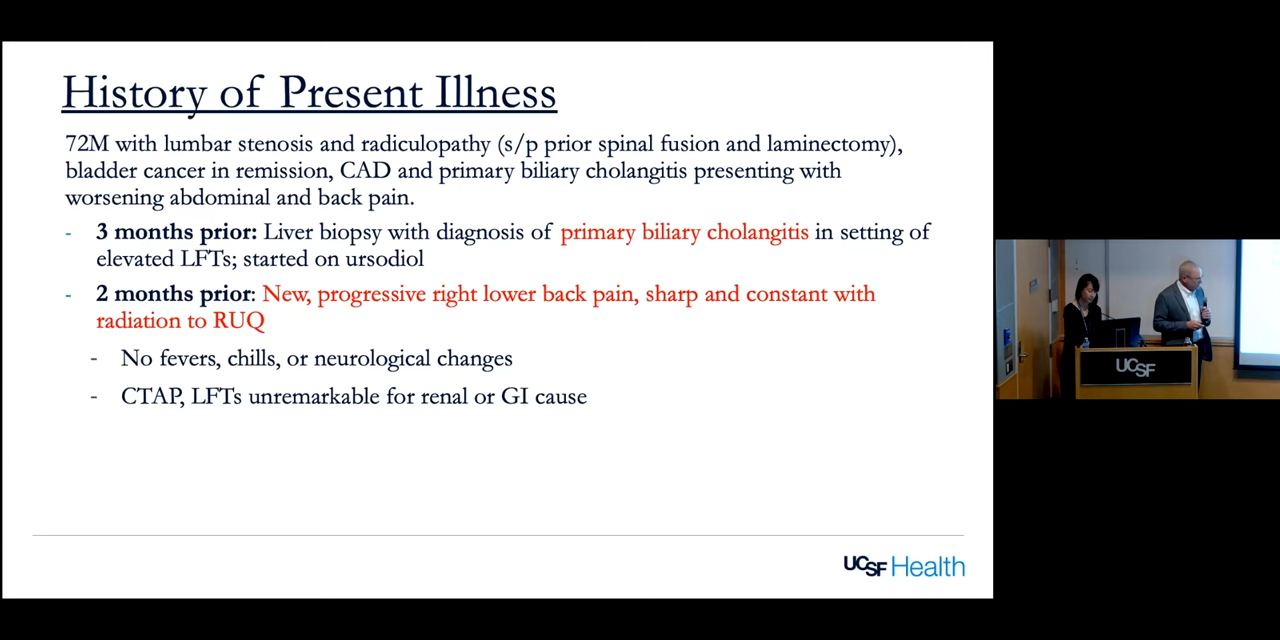 History of Present Illness
72M with lumbar stenosis and radiculopathy (s/p prior spinal fusion and laminectomy),
bladder cancer in remission, CAD and primary biliary cholangitis presenting with
worsening abdominal and back pain.
- 3 months prior: Liver biopsy with diagnosis of primary biliary cholangitis in setting of
elevated LFTs; started on ursodiol
- 2 months prior: New, progressive right lower back pain, sharp and constant with
radiation to RUQ
- No fevers, chills, or neurological changes
- CTAP, LFTs unremarkable for renal or GI cause
UCSF Health
UCSF